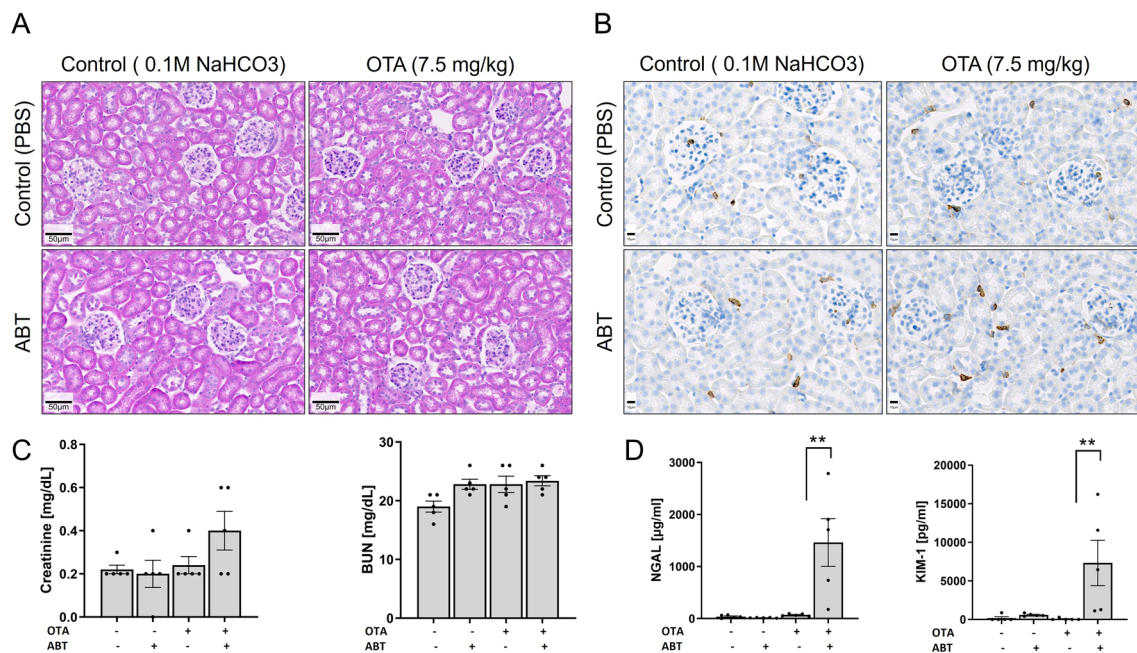 A
Control ( 0.1M NaHCO3)
OTA (7.5 mg/kg)
Control (PBS)
50µm
50µm
ABT
50µm
50µm
B
Control ( 0.1M NaHCO3)
OTA (7.5 mg/kg)
Control (PBS)
ABT
C
Creatinine [mg/dL]
0.8
0.6
0.4
0.2
0.0
OTA - - + +
ABT - + - +
BUN [mg/dL]
30
20
10
0
OTA - - + +
ABT - + - +
D
NGAL [µg/ml]
3000
2000
1000
0
**
OTA - - + +
ABT - + - +
KIM-1 [pg/ml]
20000
15000
10000
5000
0
**
OTA - - + +
ABT - + - +